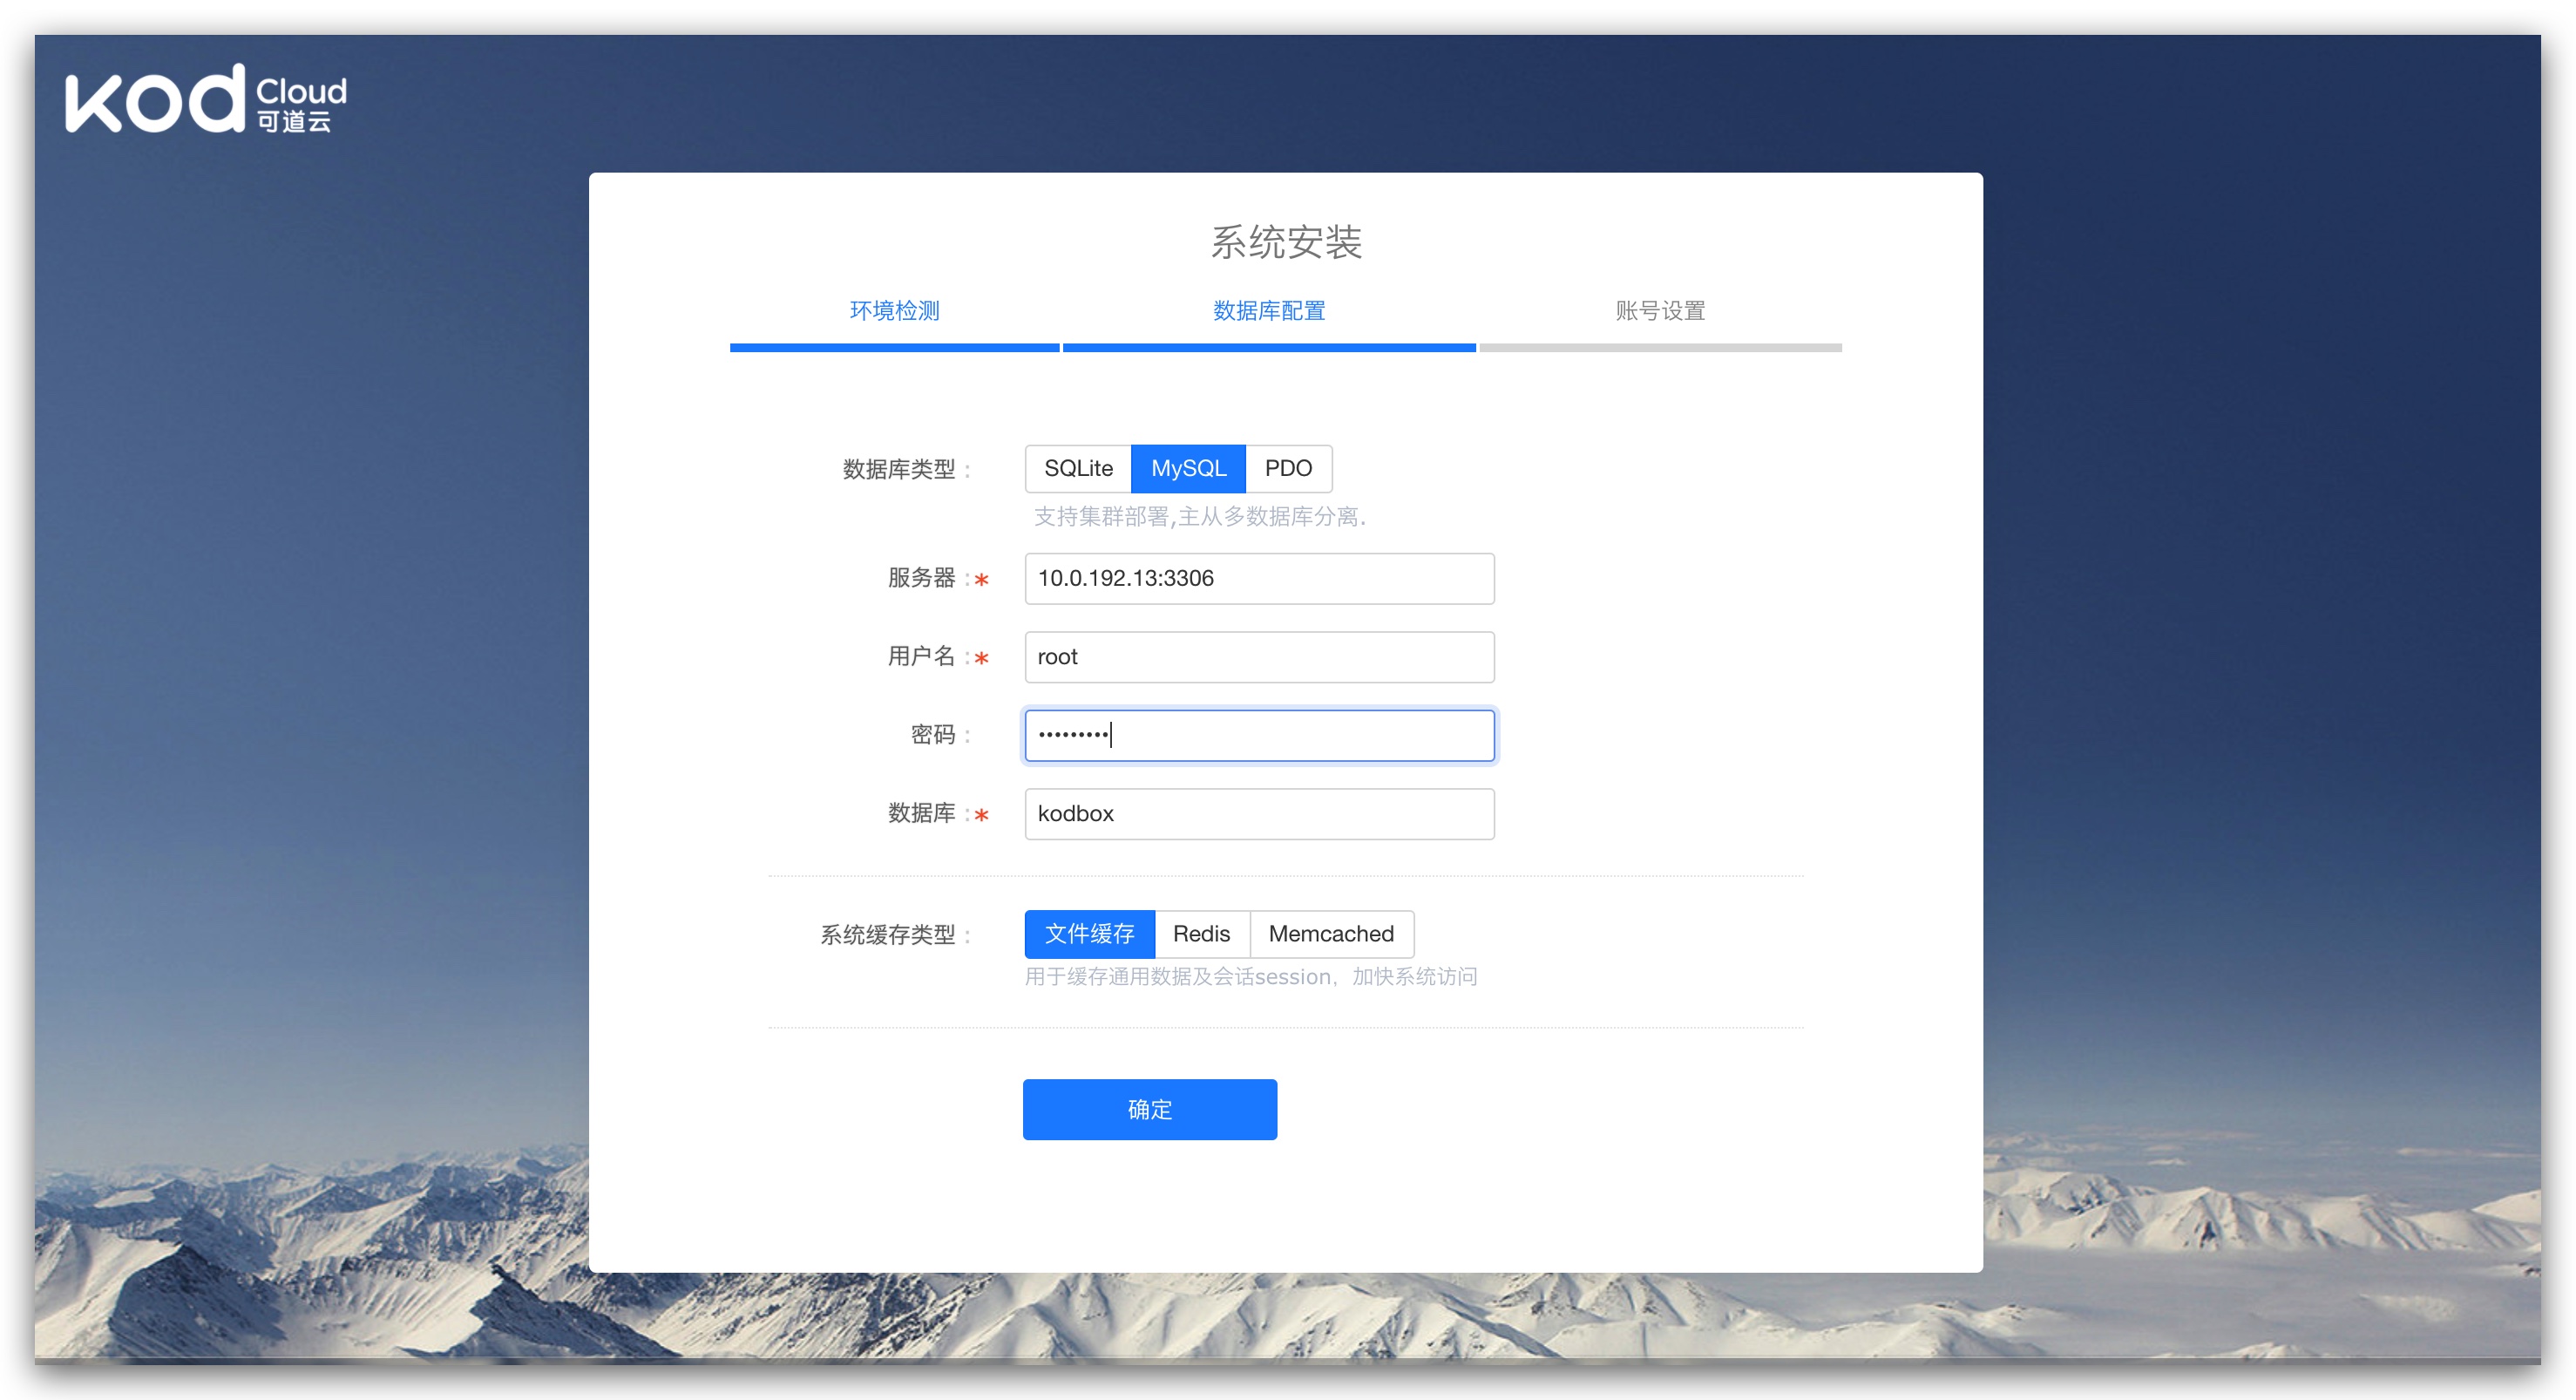 kod Cloud
可道云
系统安装
环境检测 数据库配置 账号设置
数据库类型 : SQLite MySQL PDO
支持集群部署,主从多数据库分离.
服务器 :* 10.0.192.13:3306
用户名 :* root
密码 : •••••••••
数据库 :* kodbox
系统缓存类型 : 文件缓存 Redis Memcached
用于缓存通用数据及会话session，加快系统访问
确定